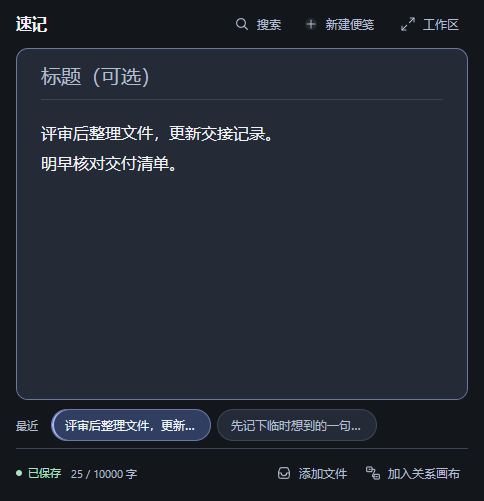 速记
搜索
新建便笺
工作区
标题（可选）
评审后整理文件，更新交接记录。
明早核对交付清单。
最近
评审后整理文件，更新...
先记下临时想到的一句...
已保存
25 / 10000 字
添加文件
加入关系画布